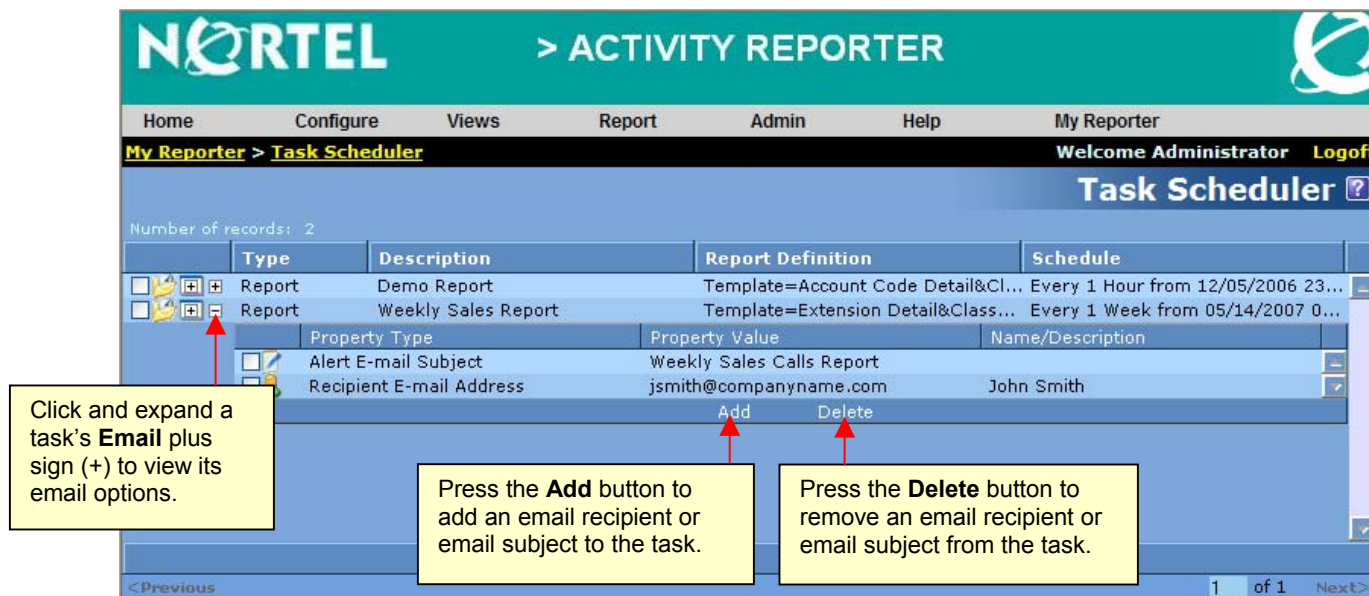 NORTEL > ACTIVITY REPORTER
Home Configure Views Report Admin Help My Reporter
My Reporter > Task Scheduler Welcome Administrator Logof
Task Scheduler ?
Number of records: 2
Type Description Report Definition Schedule
Report Demo Report Template=Account Code Detail&Cl... Every 1 Hour from 12/05/2006 23...
Report Weekly Sales Report Template=Extension Detail&Class... Every 1 Week from 05/14/2007 0...
Property Type Property Value Name/Description
Alert E-mail Subject Weekly Sales Calls Report
Recipient E-mail Address jsmith@companyname.com John Smith
Add Delete
Click and expand a
task's Email plus
sign (+) to view its
email options.
Press the Add button to
add an email recipient or
email subject to the task.
Press the Delete button to
remove an email recipient or
email subject from the task.
<Previous 1 of 1 Next>